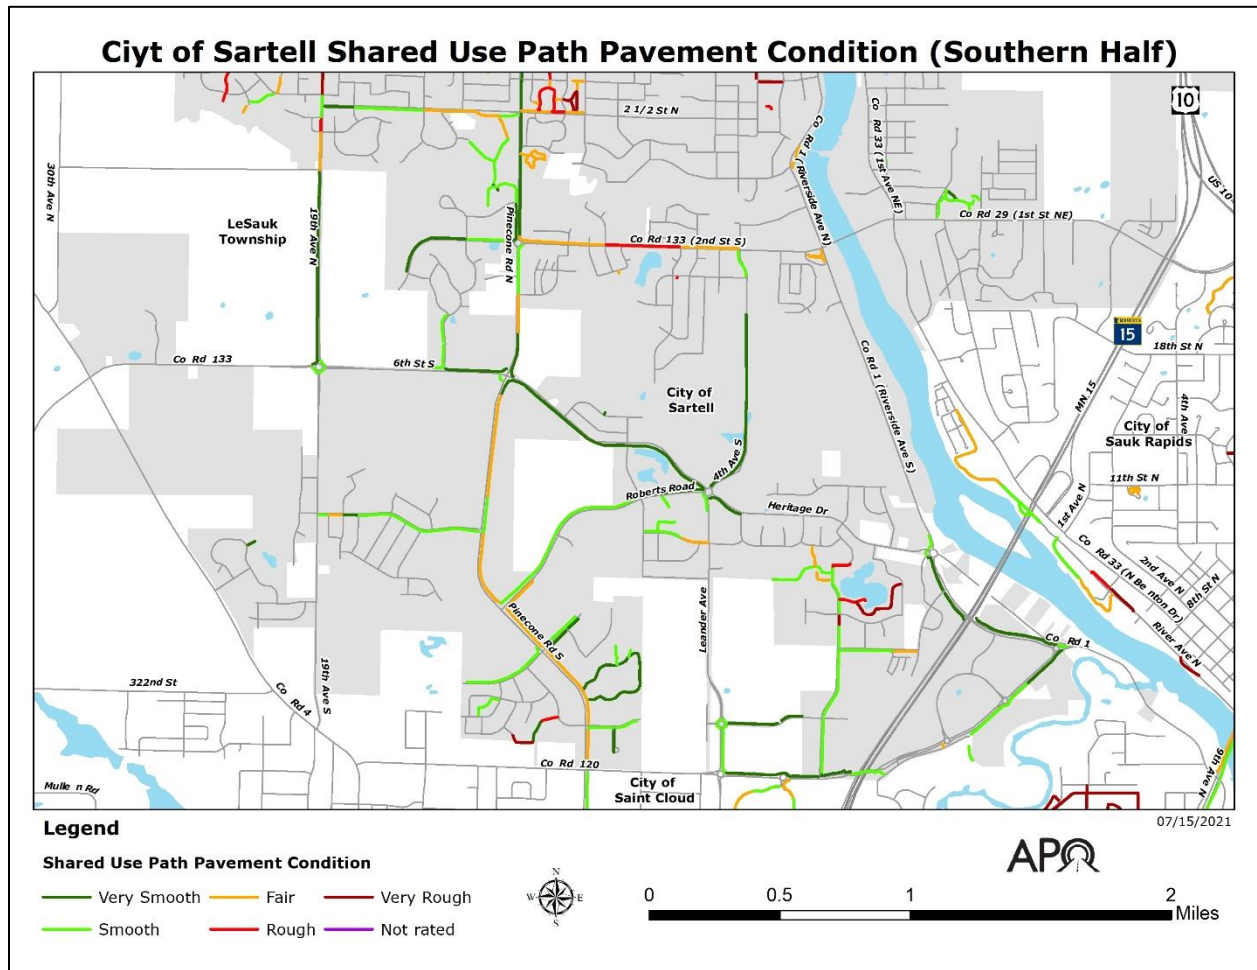 Ciyt of Sartell Shared Use Path Pavement Condition (Southern Half)
10
US 10
2 1/2 St N
Co Rd 1 (Riverside Ave N)
Co Rd 33 (1st Ave NE)
30th Ave N
LeSauk
Township
19th Ave N
Pinecone Rd N
Co Rd 29 (1st St NE)
Co Rd 133 (2nd St S)
MINNESOTA
15
18th St N
Co Rd 133
6th St S
Co Rd 1 (Riverside Ave S)
MN 15
City of
Sartell
4th Ave
City of
Sauk Rapids
4th Ave S
Roberts Road
11th St N
Heritage Dr
1st Ave N
Co Rd 33 (N Be nton Dr)
2nd Ave N
8th St N
Pinecone Rd S
Leander Ave
Co Rd 1
River Ave N
322nd St
19th Ave S
Co Rd 4
Co Rd 120
City of
Saint Cloud
9th Ave N
Mulle n Rd
07/15/2021
Legend
Shared Use Path Pavement Condition
Very Smooth
Fair
Very Rough
Smooth
Rough
Not rated
N
W
E
S
APO
0
0.5
1
2
Miles